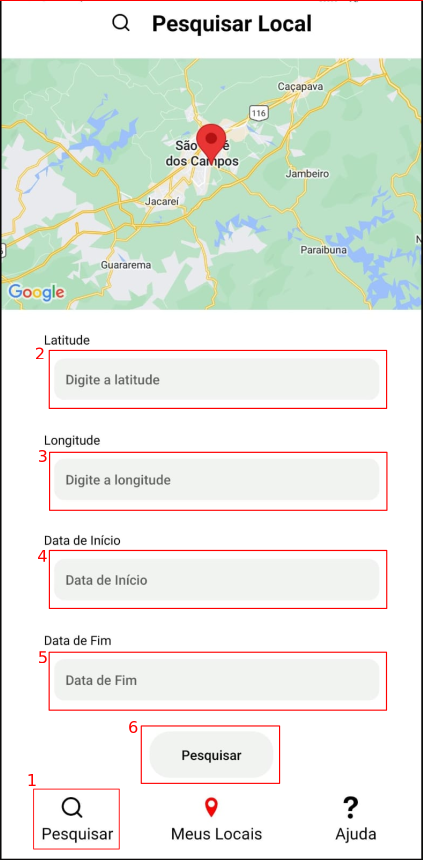 Pesquisar Local
Caçapava
116
São
dos Campos
Jambeiro
Jacareí
Paraibuna
Guararema
Google
Latitude
2
Digite a latitude
Longitude
3
Digite a longitude
Data de Início
4
Data de Início
Data de Fim
5
Data de Fim
6
Pesquisar
1
Pesquisar
Meus Locais
Ajuda